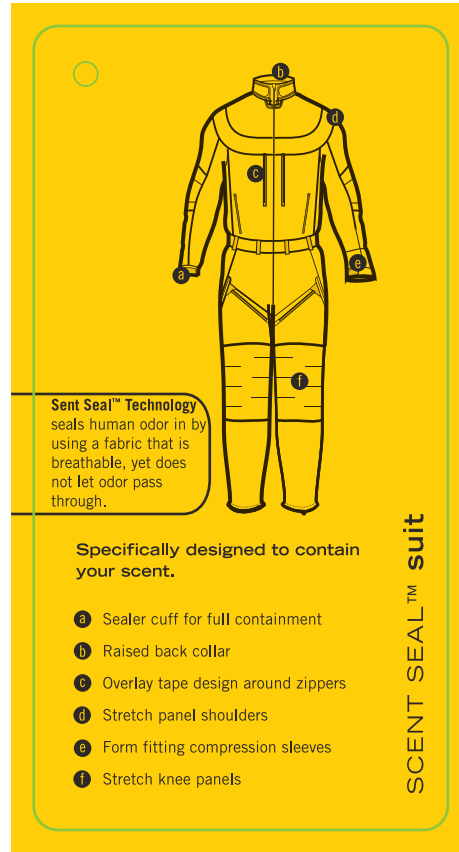 b
d
c
a
e
f
Sent Seal™ Technology
seals human odor in by
using a fabric that is
breathable, yet does
not let odor pass
through.
Specifically designed to contain
your scent.
a Sealer cuff for full containment
b Raised back collar
c Overlay tape design around zippers
d Stretch panel shoulders
e Form fitting compression sleeves
f Stretch knee panels
SCENT SEAL™ suit